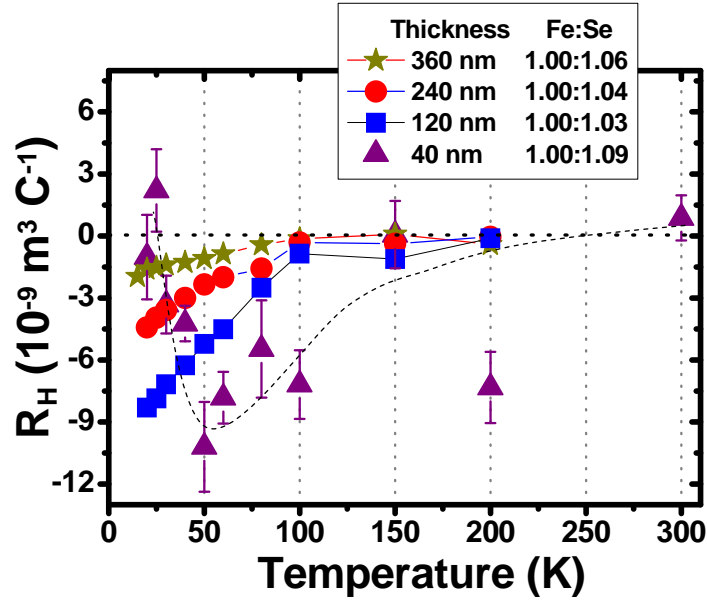 Thickness Fe:Se
360 nm 1.00:1.06
240 nm 1.00:1.04
120 nm 1.00:1.03
40 nm 1.00:1.09
6
3
0
-3
-6
-9
-12
R_H (10^-9 m^3 C^-1)
0 50 100 150 200 250 300
Temperature (K)